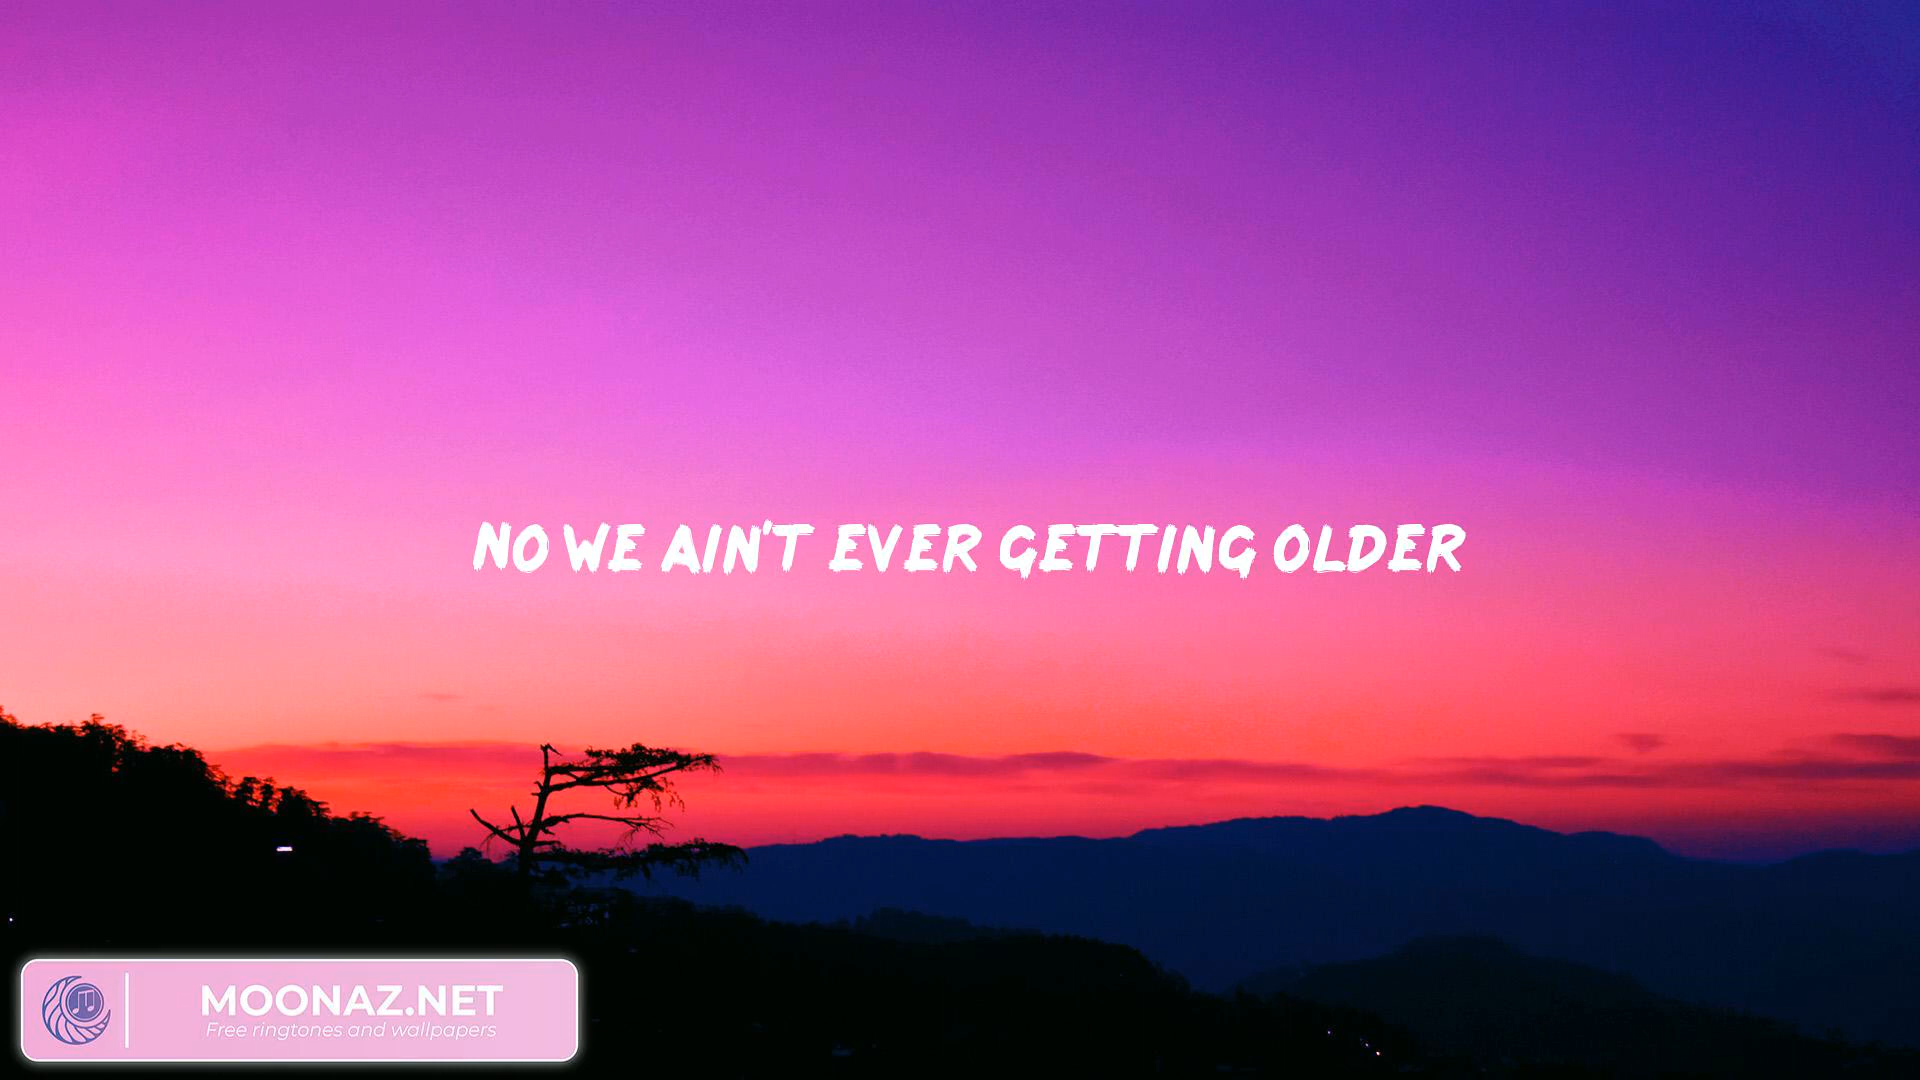 NO WE AIN'T EVER GETTING OLDER
MOONAZ.NET
Free ringtones and wallpapers